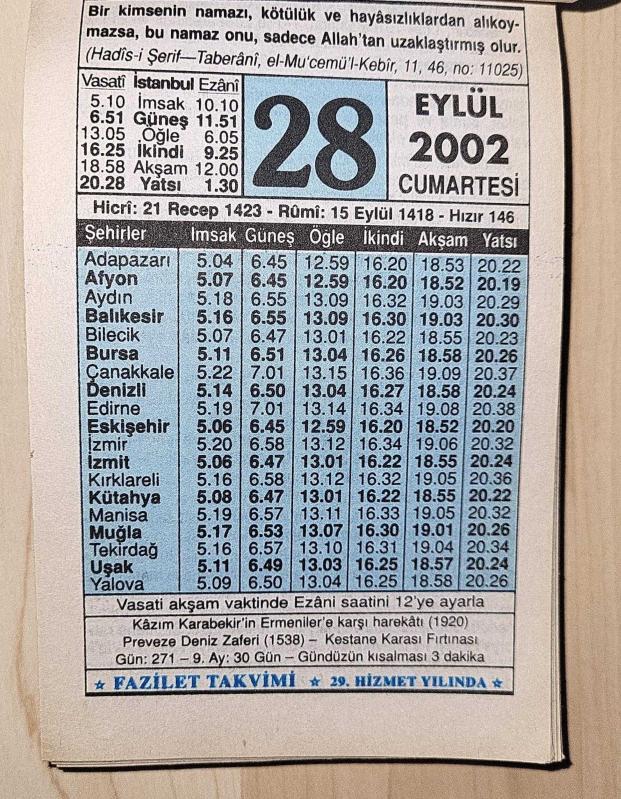 Bir kimsenin namazı, kötülük ve hayâsızlıklardan alıkoy-
mazsa, bu namaz onu, sadece Allah'tan uzaklaştırmış olur.
(Hadîs-i Şerif—Taberânî, el-Mu'cemü'l-Kebîr, 11, 46, no: 11025)
Vasatî İstanbul Ezânî
5.10 İmsak 10.10
6.51 Güneş 11.51
13.05 Öğle 6.05
16.25 İkindi 9.25
18.58 Akşam 12.00
20.28 Yatsı 1.30
28
EYLÜL
2002
CUMARTESİ
Hicrî: 21 Recep 1423 - Rûmî: 15 Eylül 1418 - Hızır 146
Şehirler İmsak Güneş Öğle İkindi Akşam Yatsı
Adapazarı 5.04 6.45 12.59 16.20 18.53 20.22
Afyon 5.07 6.45 12.59 16.20 18.52 20.19
Aydın 5.18 6.55 13.09 16.32 19.03 20.29
Balıkesir 5.16 6.55 13.09 16.30 19.03 20.30
Bilecik 5.07 6.47 13.01 16.22 18.55 20.23
Bursa 5.11 6.51 13.04 16.26 18.58 20.26
Çanakkale 5.22 7.01 13.15 16.36 19.09 20.37
Denizli 5.14 6.50 13.04 16.27 18.58 20.24
Edirne 5.19 7.01 13.14 16.34 19.08 20.38
Eskişehir 5.06 6.45 12.59 16.20 18.52 20.20
İzmir 5.20 6.58 13.12 16.34 19.06 20.32
İzmit 5.06 6.47 13.01 16.22 18.55 20.24
Kırklareli 5.16 6.58 13.12 16.32 19.05 20.36
Kütahya 5.08 6.47 13.01 16.22 18.55 20.22
Manisa 5.19 6.57 13.11 16.33 19.05 20.32
Muğla 5.17 6.53 13.07 16.30 19.01 20.26
Tekirdağ 5.16 6.57 13.10 16.31 19.04 20.34
Uşak 5.11 6.49 13.03 16.25 18.57 20.24
Yalova 5.09 6.50 13.04 16.25 18.58 20.26
Vasati akşam vaktinde Ezâni saatini 12'ye ayarla
Kâzım Karabekir'in Ermeniler'e karşı harekâtı (1920)
Preveze Deniz Zaferi (1538) – Kestane Karası Fırtınası
Gün: 271 – 9. Ay: 30 Gün – Gündüzün kısalması 3 dakika
★ FAZİLET TAKVİMİ ★ 29. HİZMET YILINDA ★